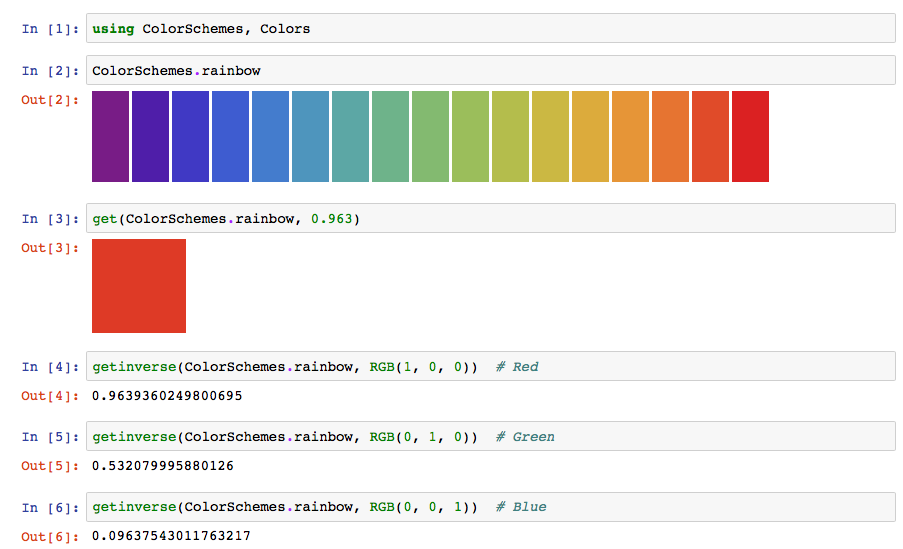 In [1]: using ColorSchemes, Colors
In [2]: ColorSchemes.rainbow
Out[2]:
In [3]: get(ColorSchemes.rainbow, 0.963)
Out[3]:
In [4]: getinverse(ColorSchemes.rainbow, RGB(1, 0, 0))  # Red
Out[4]: 0.9639360249800695
In [5]: getinverse(ColorSchemes.rainbow, RGB(0, 1, 0))  # Green
Out[5]: 0.532079995880126
In [6]: getinverse(ColorSchemes.rainbow, RGB(0, 0, 1))  # Blue
Out[6]: 0.09637543011763217